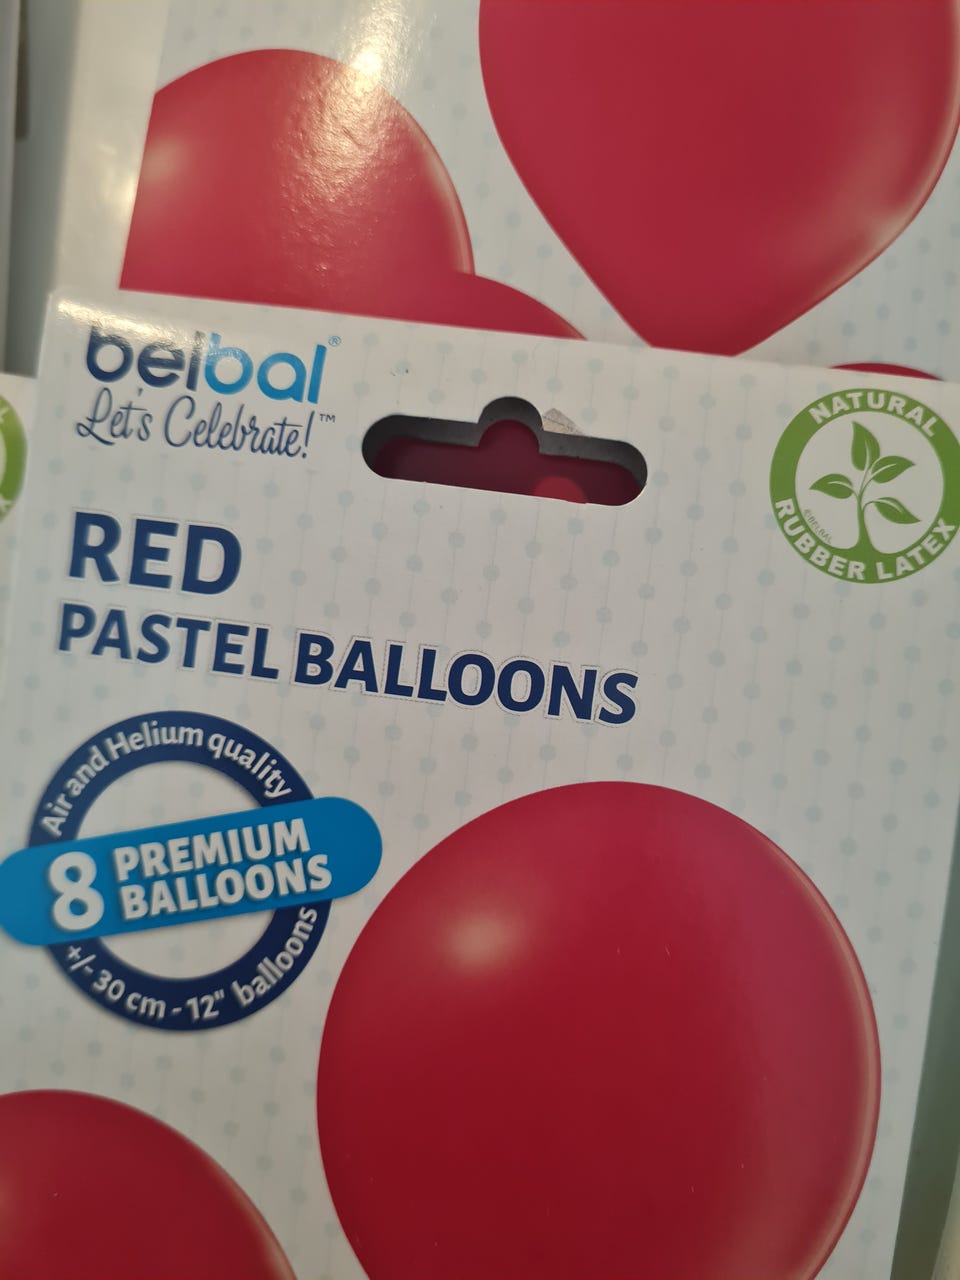 belbal®
Let's Celebrate!™
NATURAL
RUBBER LATEX
©BELBAL
RED
PASTEL BALLOONS
Air and Helium quality
8 PREMIUM
BALLOONS
+/- 30 cm - 12" balloons